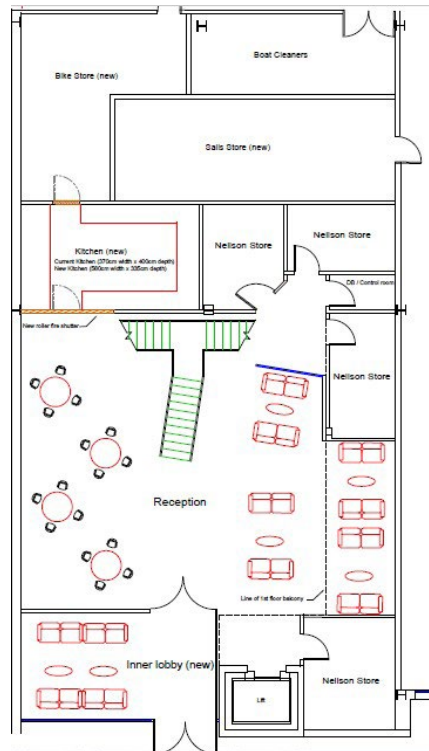 Boat Cleaners
Bike Store (new)
Sails Store (new)
Kitchen (new)
Current Kitchen (370cm width x 400cm depth)
New Kitchen (560cm width x 335cm depth)
Neilson Store
Neilson Store
DB / Control room
New roller fire shutter
Neilson Store
Reception
Line of 1st floor balcony
Inner lobby (new)
Neilson Store
Lift